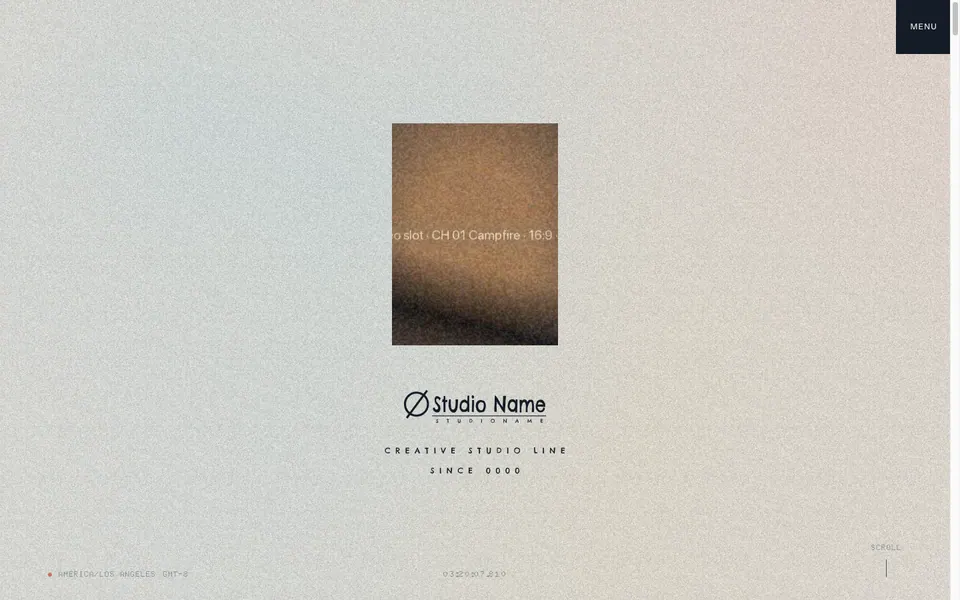 MENU
o slot · CH 01 Campfire · 16:9
Studio Name
STUDIONAME
CREATIVE STUDIO LINE
SINCE 0000
SCROLL
AMERICA/LOS ANGELES GMT-8